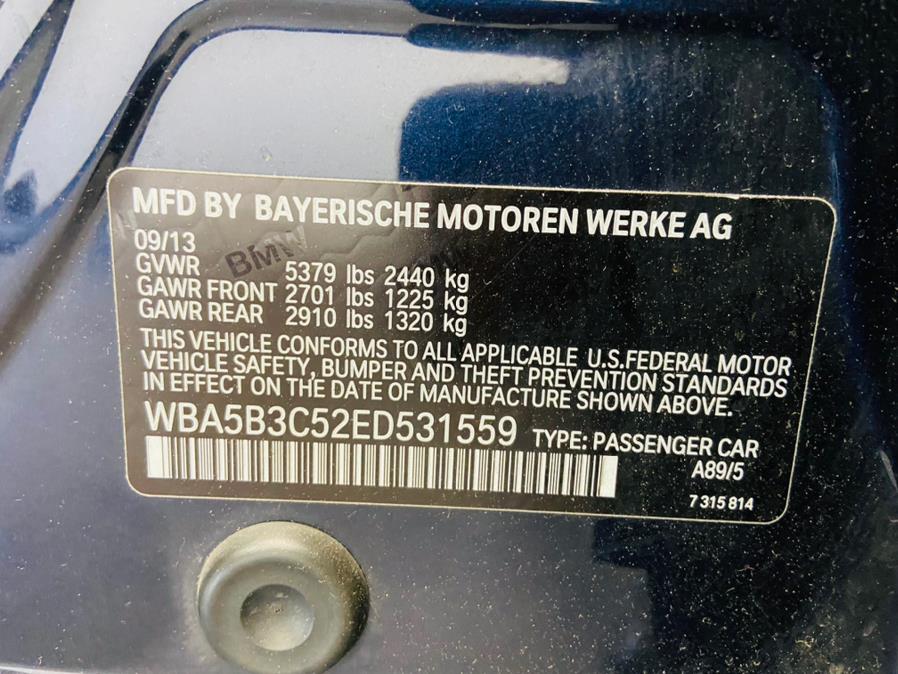 MFD BY BAYERISCHE MOTOREN WERKE AG
09/13
BMW
GVWR 5379 lbs 2440 kg
GAWR FRONT 2701 lbs 1225 kg
GAWR REAR 2910 lbs 1320 kg
THIS VEHICLE CONFORMS TO ALL APPLICABLE U.S.FEDERAL MOTOR
VEHICLE SAFETY, BUMPER AND THEFT PREVENTION STANDARDS
IN EFFECT ON THE DATE OF MANUFACTURE SHOWN ABOVE.
WBA5B3C52ED531559 TYPE: PASSENGER CAR
A89/5
7 315 814